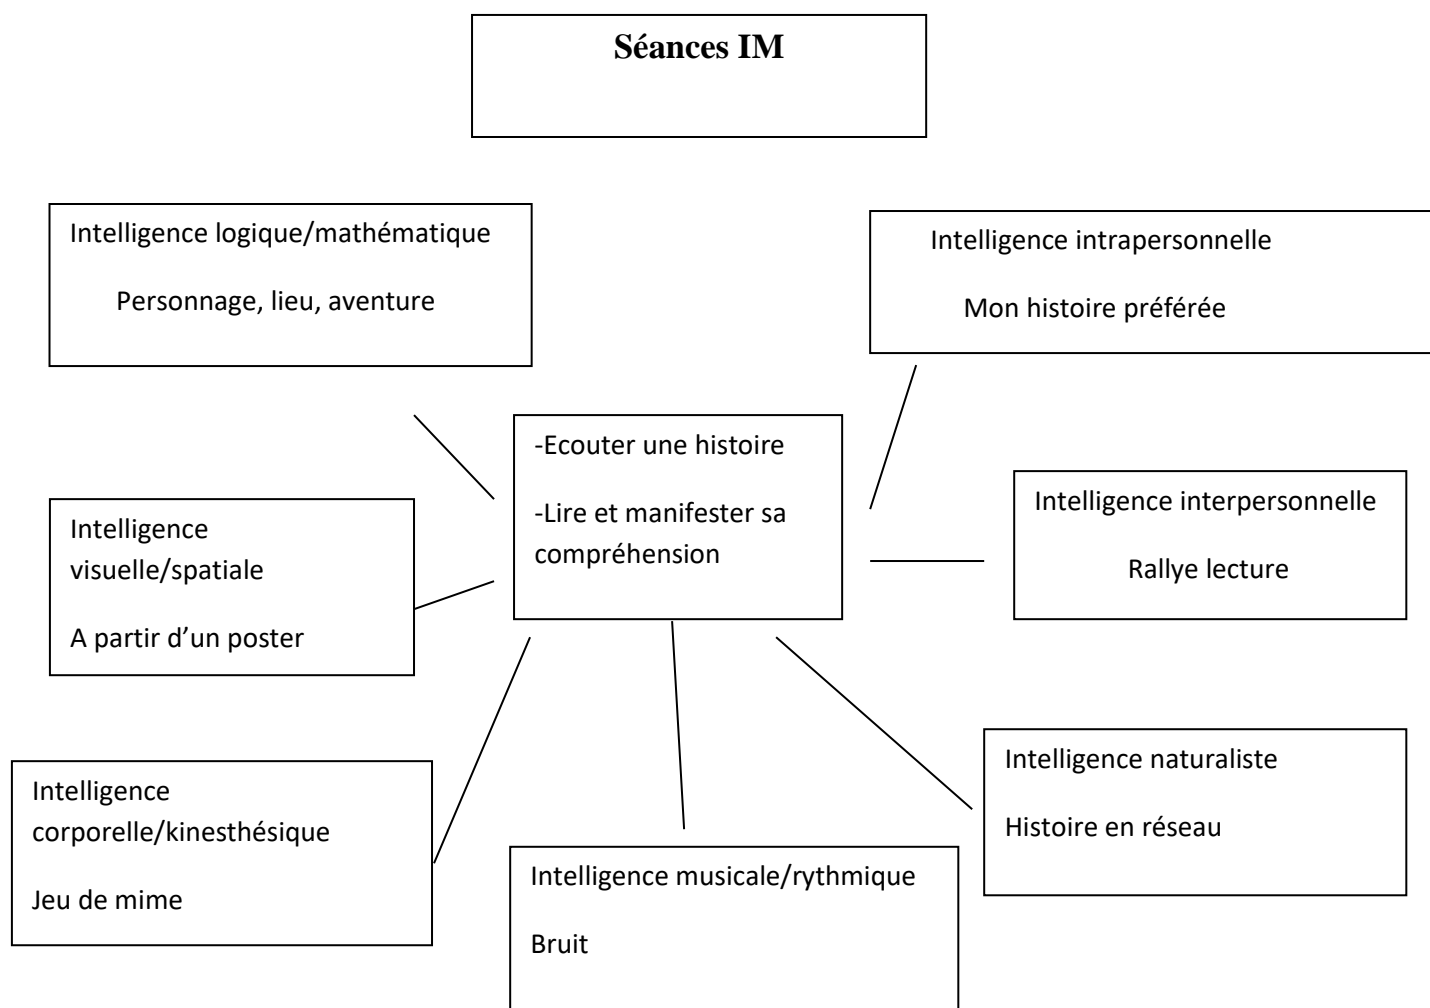 Séances IM
Intelligence logique/mathématique
Personnage, lieu, aventure
Intelligence intrapersonnelle
Mon histoire préférée
-Ecouter une histoire
-Lire et manifester sa
compréhension
Intelligence interpersonnelle
Rallye lecture
Intelligence
visuelle/spatiale
A partir d’un poster
Intelligence naturaliste
Histoire en réseau
Intelligence
corporelle/kinesthésique
Jeu de mime
Intelligence musicale/rythmique
Bruit